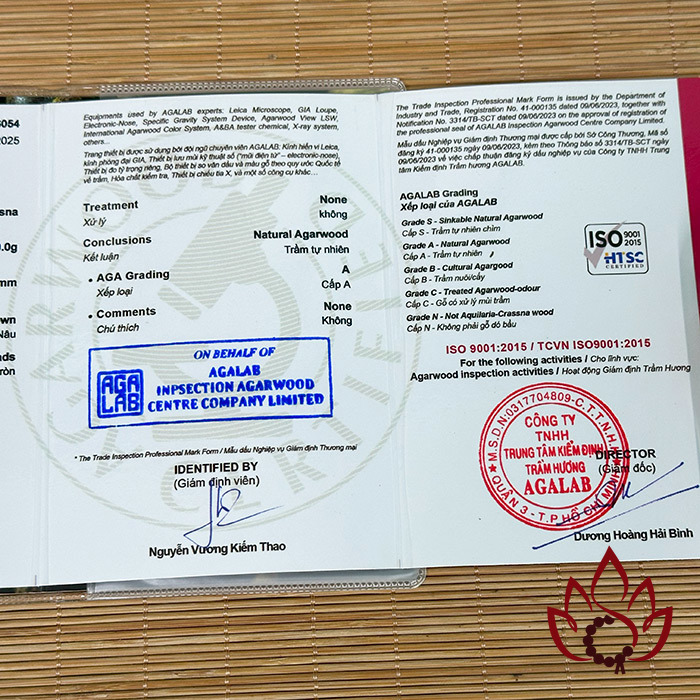 6054
2025
ssna
0.0g
mm
wn
Nâu
ads
tròn
Equipments used by AGALAB experts: Leica Microscope, GIA Loupe,
Electronic-Nose, Specific Gravity System Device, Agarwood View LSW,
International Agarwood Color System, A&BA tester chemical, X-ray system,
others...
Trang thiết bị được sử dụng bởi đội ngũ chuyên viên AGALAB: Kính hiển vi Leica,
kính phóng đại GIA, Thiết bị lưu mùi kỹ thuật số ("mũi điện tử" – electronic-nose),
Thiết bị đo tỷ trọng riêng, Bộ thiết bị so vân dầu và màu gỗ theo quy ước Quốc tế
về trầm, Hóa chất kiểm tra, Thiết bị chiếu tia X, và một số công cụ khác...
Treatment None
Xử lý không
Conclusions Natural Agarwood
Kết luận Trầm tự nhiên
• AGA Grading A
Xếp loại Cấp A
• Comments None
Chú thích Không
ON BEHALF OF
AGALAB
INPSECTION AGARWOOD
CENTRE COMPANY LIMITED
AGA
LAB
* The Trade Inspection Professional Mark Form / Mẫu dấu Nghiệp vụ Giám định Thương mại
IDENTIFIED BY
(Giám định viên)
Nguyễn Vương Kiếm Thao
The Trade Inspection Professional Mark Form is issued by the Department of
Industry and Trade, Registration No. 41-000135 dated 09/06/2023, together with
Notification No. 3314/TB-SCT dated 09/06/2023 on the approval of registration of
the professional seal of AGALAB Inspection Agarwood Centre Company Limited.
Mẫu dấu Nghiệp vụ Giám định Thương mại được cấp bởi Sở Công Thương, Mã số
đăng ký 41-000135 ngày 09/06/2023, kèm theo Thông báo số 3314/TB-SCT ngày
09/06/2023 về việc chấp thuận đăng ký dấu nghiệp vụ của Công ty TNHH Trung
tâm Kiểm định Trầm hương AGALAB.
AGALAB Grading
Xếp loại của AGALAB
Grade S - Sinkable Natural Agarwood
Cấp S - Trầm tự nhiên chìm
Grade A - Natural Agarwood
Cấp A - Trầm tự nhiên
Grade B - Cultural Agargood
Cấp B - Trầm nuôi/cấy
Grade C - Treated Agarwood-odour
Cấp C - Gỗ có xử lý mùi trầm
Grade N - Not Aquilaria-Crassna wood
Cấp N - Không phải gỗ dó bầu
ISO 9001
2015
HTSC
CERTIFIED
ISO 9001:2015 / TCVN ISO9001:2015
For the following activities / Cho lĩnh vực:
Agarwood inspection activities / Hoạt động Giám định Trầm Hương
M.S.D.N:0317704809-C.T.T.N.H.H
CÔNG TY
TNHH
TRUNG TÂM KIỂM ĐỊNH
TRẦM HƯƠNG
AGALAB
QUẬN 3 - T.P HỒ CHÍ MINH
DIRECTOR
(Giám đốc)
Dương Hoàng Hải Bình